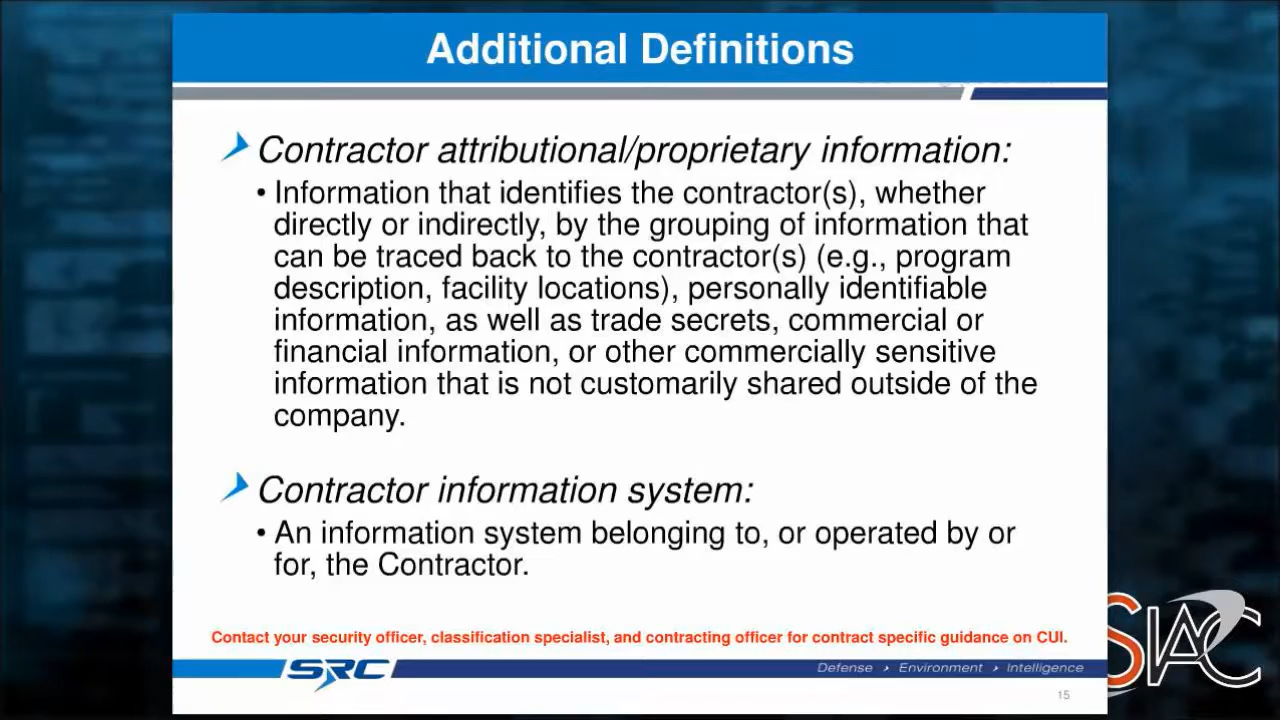 Additional Definitions
Contractor attributional/proprietary information:
• Information that identifies the contractor(s), whether
directly or indirectly, by the grouping of information that
can be traced back to the contractor(s) (e.g., program
description, facility locations), personally identifiable
information, as well as trade secrets, commercial or
financial information, or other commercially sensitive
information that is not customarily shared outside of the
company.
Contractor information system:
• An information system belonging to, or operated by or
for, the Contractor.
Contact your security officer, classification specialist, and contracting officer for contract specific guidance on CUI.
SRC
Defense › Environment › Intelligence
SIAC
15